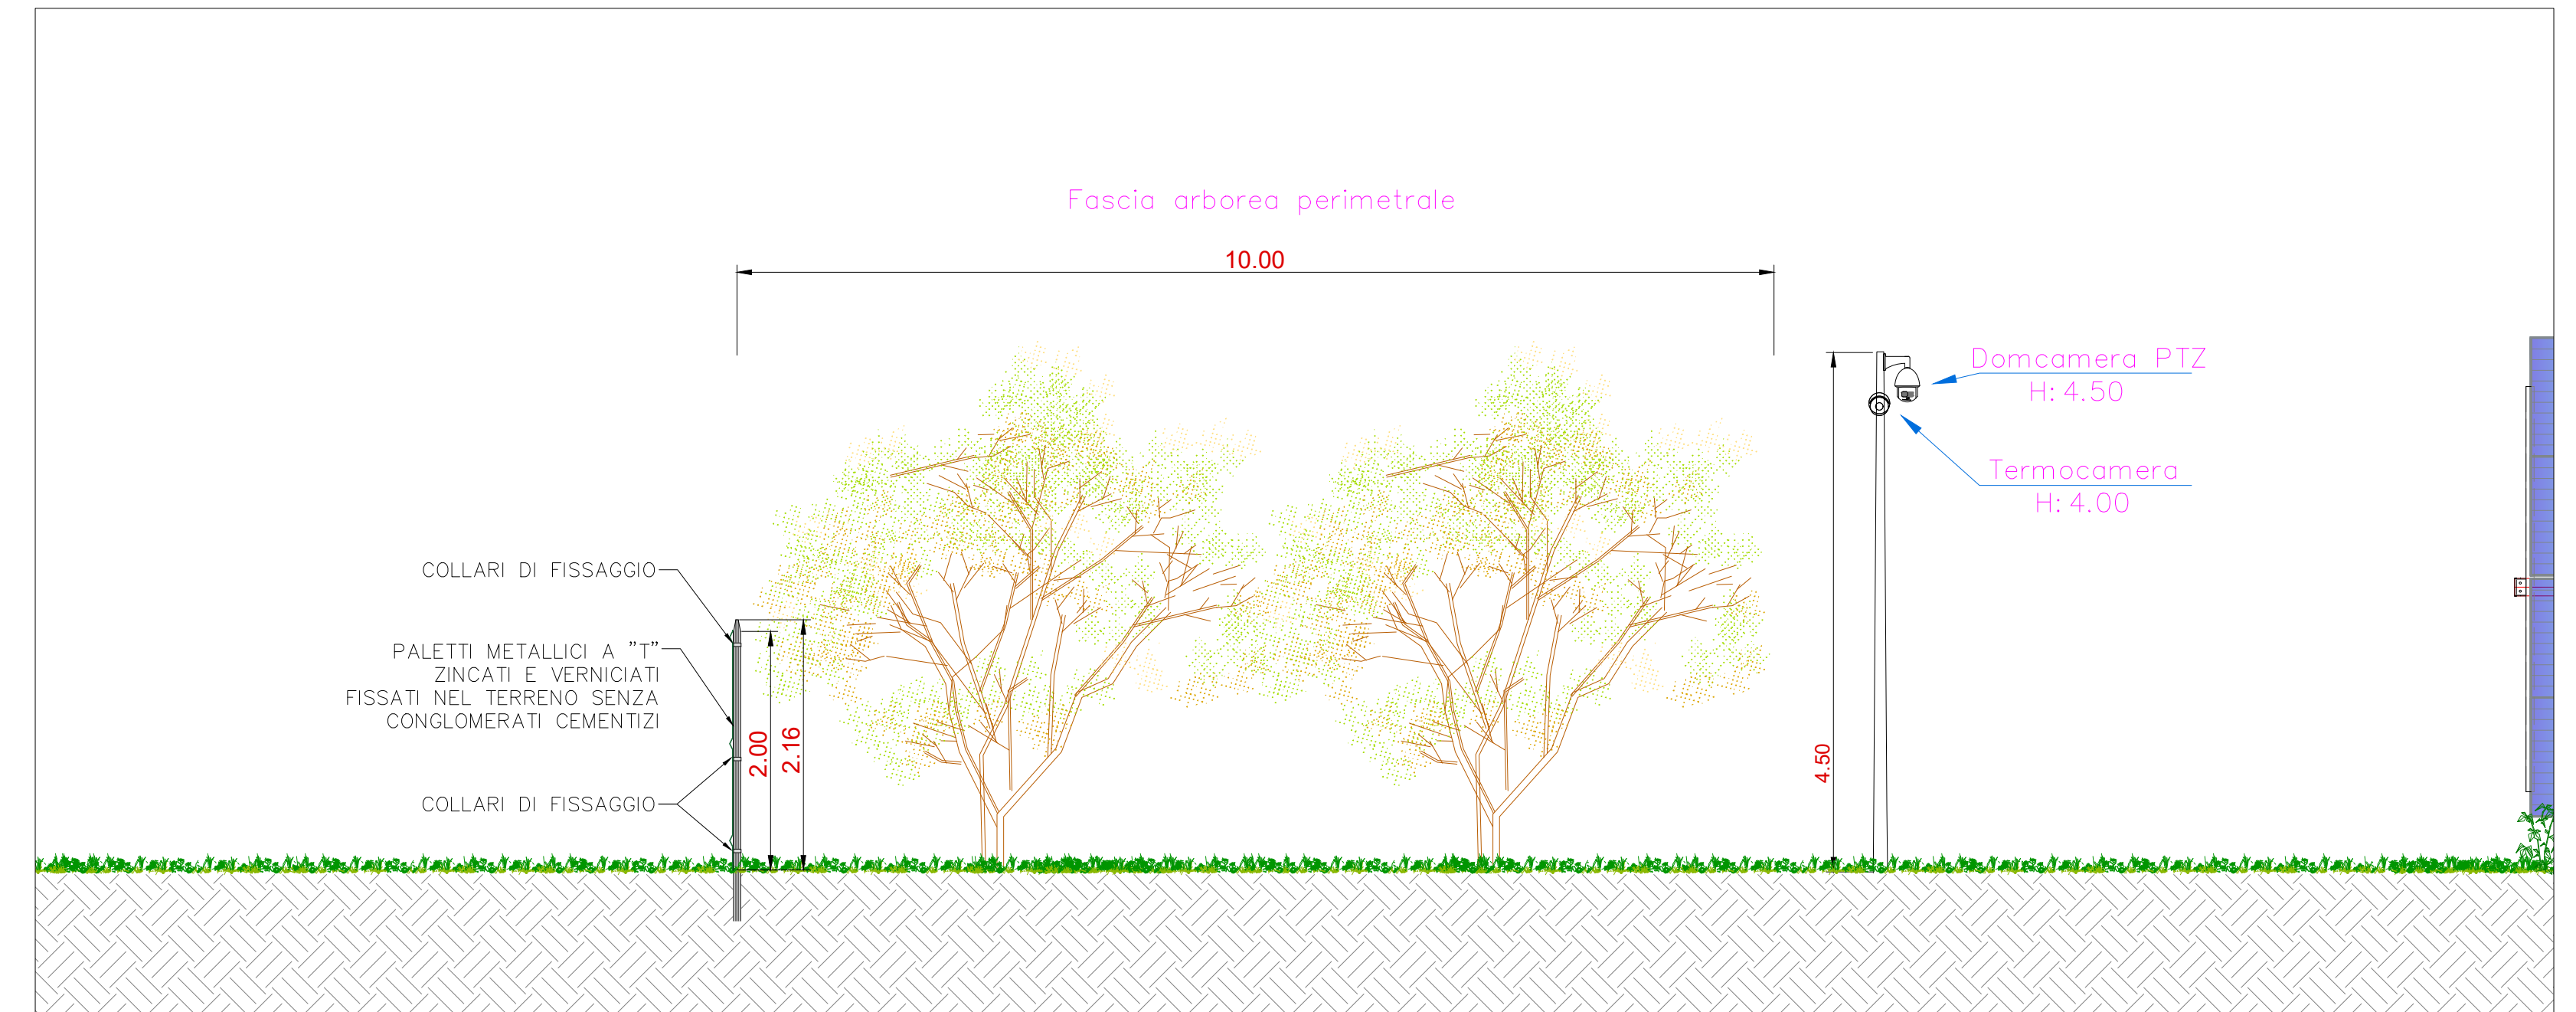 Fascia arborea perimetrale
10.00
Domcamera PTZ
H: 4.50
Termocamera
H: 4.00
COLLARI DI FISSAGGIO
PALETTI METALLICI A "T"
ZINCATI E VERNICIATI
FISSATI NEL TERRENO SENZA
CONGLOMERATI CEMENTIZI
COLLARI DI FISSAGGIO
2.00
2.16
4.50